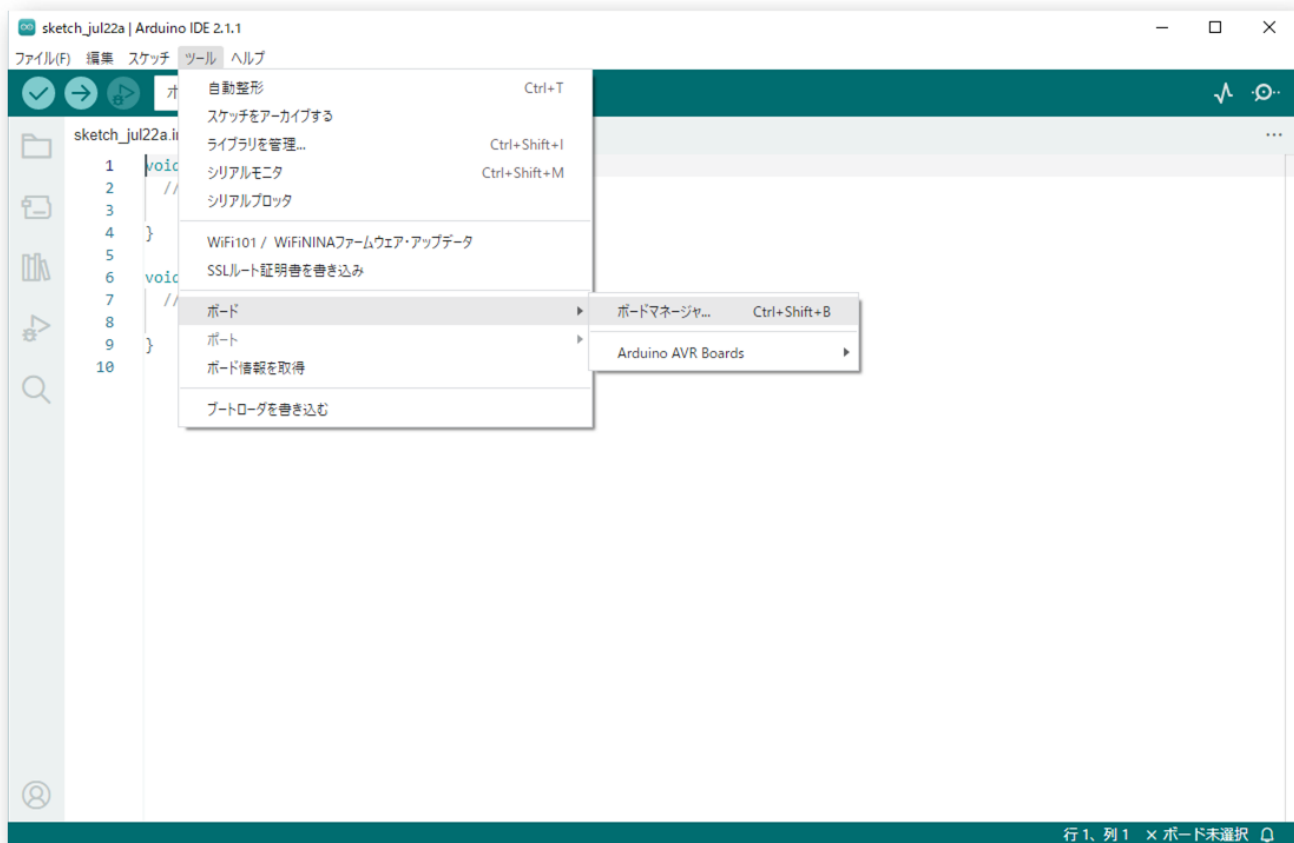 sketch_jul22a | Arduino IDE 2.1.1
ファイル(F) 編集 スケッチ ツール ヘルプ
自動整形 Ctrl+T
スケッチをアーカイブする
ライブラリを管理... Ctrl+Shift+I
シリアルモニタ Ctrl+Shift+M
シリアルプロッタ
WiFi101 / WiFiNINAファームウェア・アップデータ
SSLルート証明書を書き込み
ボード
ポート
ボード情報を取得
ブートローダを書き込む
ボードマネージャ... Ctrl+Shift+B
Arduino AVR Boards
sketch_jul22a.i
1 void
2 //
3
4 }
5
6 void
7 //
8
9 }
10
行 1、列 1 × ボード未選択